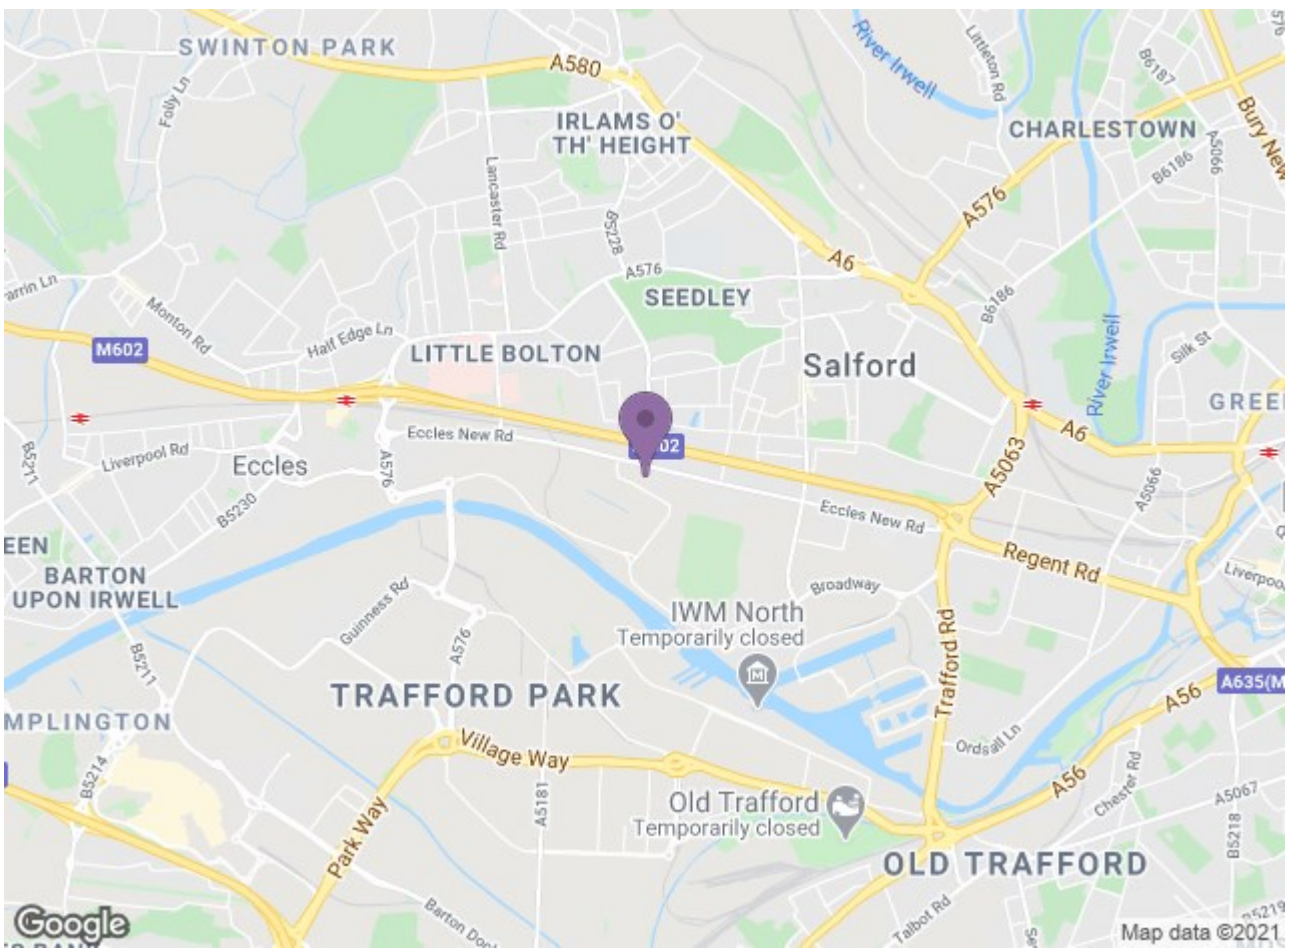 SWINTON PARK
A580
River Irwell
Littleton Rd
B6187
Folly Ln
IRLAMS O'
TH' HEIGHT
CHARLESTOWN
A5066
Bury New
B6186
Lancaster Rd
A576
B5228
A6
A576
SEEDLEY
B6186
Monton Rd
Half Edge Ln
M602
LITTLE BOLTON
Salford
River Irwell
Silk St
GREE
A6
Eccles New Rd
Liverpool Rd
Eccles
A576
B5211
A5063
A5066
B5230
Eccles New Rd
EEN
BARTON
UPON IRWELL
Regent Rd
Broadway
Liverpoo
Guinness Rd
IWM North
Temporarily closed
A576
B5211
Trafford Rd
TRAFFORD PARK
A635(M
A56
MPLINGTON
Village Way
Ordsall Ln
B5214
A56
Chester Rd
A5067
Park Way
A5181
Old Trafford
Temporarily closed
B5218
OLD TRAFFORD
Talbot Rd
Google
Map data ©2021
B5219